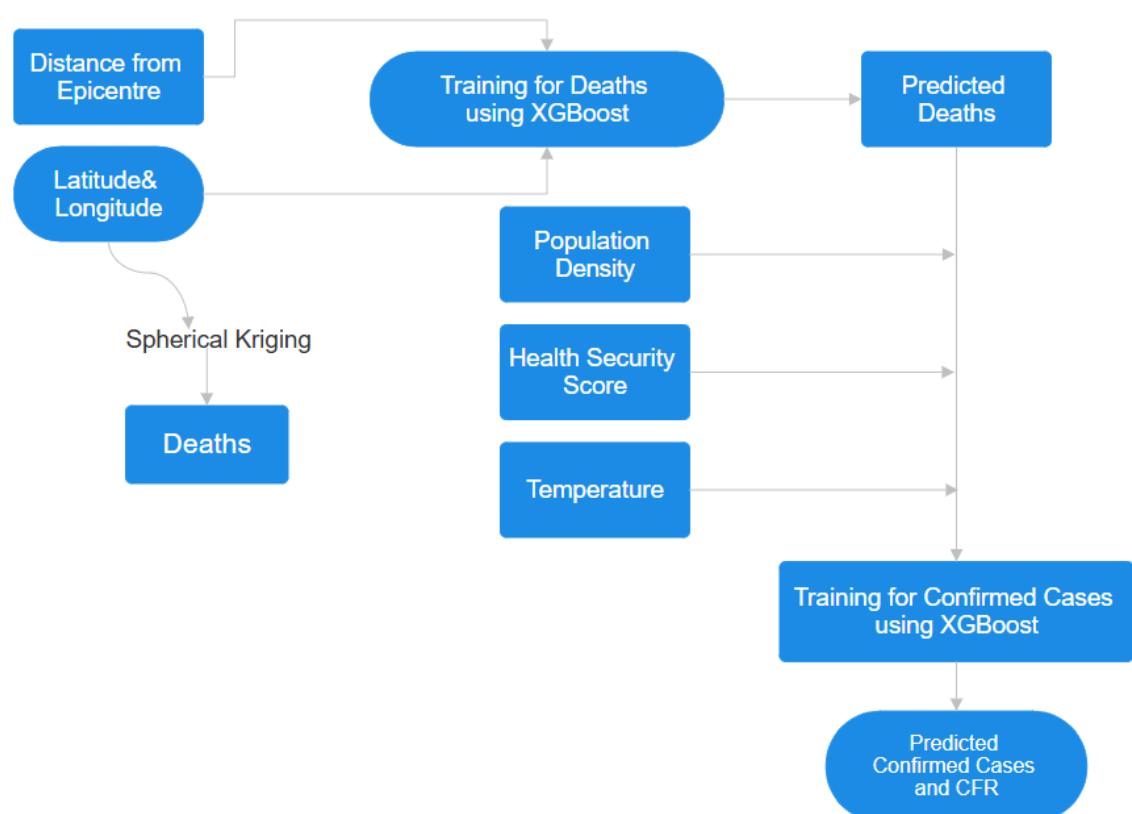 Distance from
Epicentre
Training for Deaths
using XGBoost
Predicted
Deaths
Latitude&
Longitude
Population
Density
Spherical Kriging
Health Security
Score
Deaths
Temperature
Training for Confirmed Cases
using XGBoost
Predicted
Confirmed Cases
and CFR